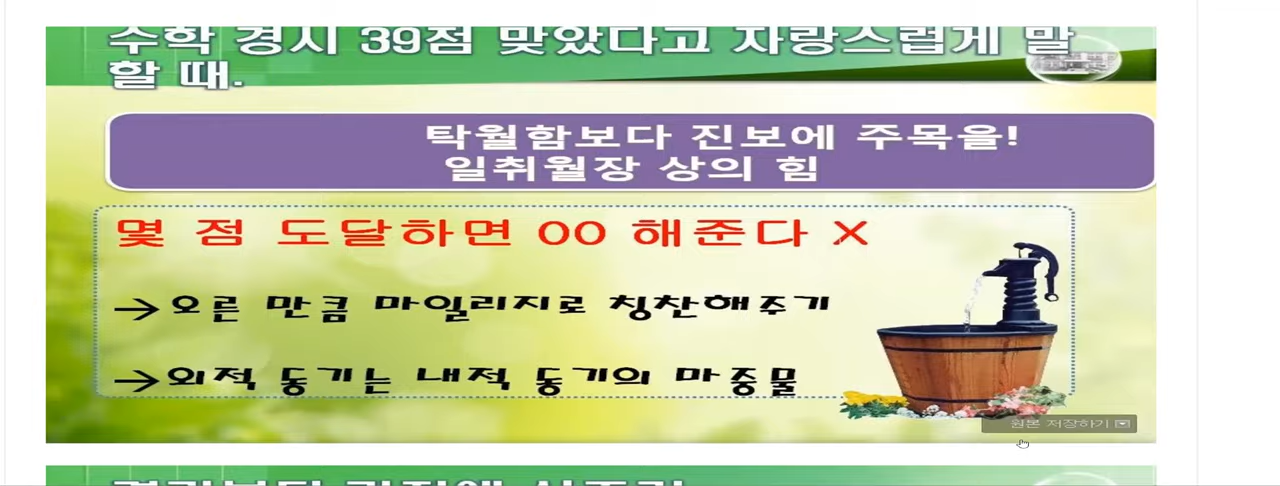 수학 경시 39점 맞았다고 자랑스럽게 말
할 때.
탁월함보다 진보에 주목을!
일취월장 상의 힘
몇 점 도달하면 OO 해준다 X
→오른 만큼 마일리지로 칭찬해주기
→외적 동기는 내적 동기의 마중물
원본 저장하기